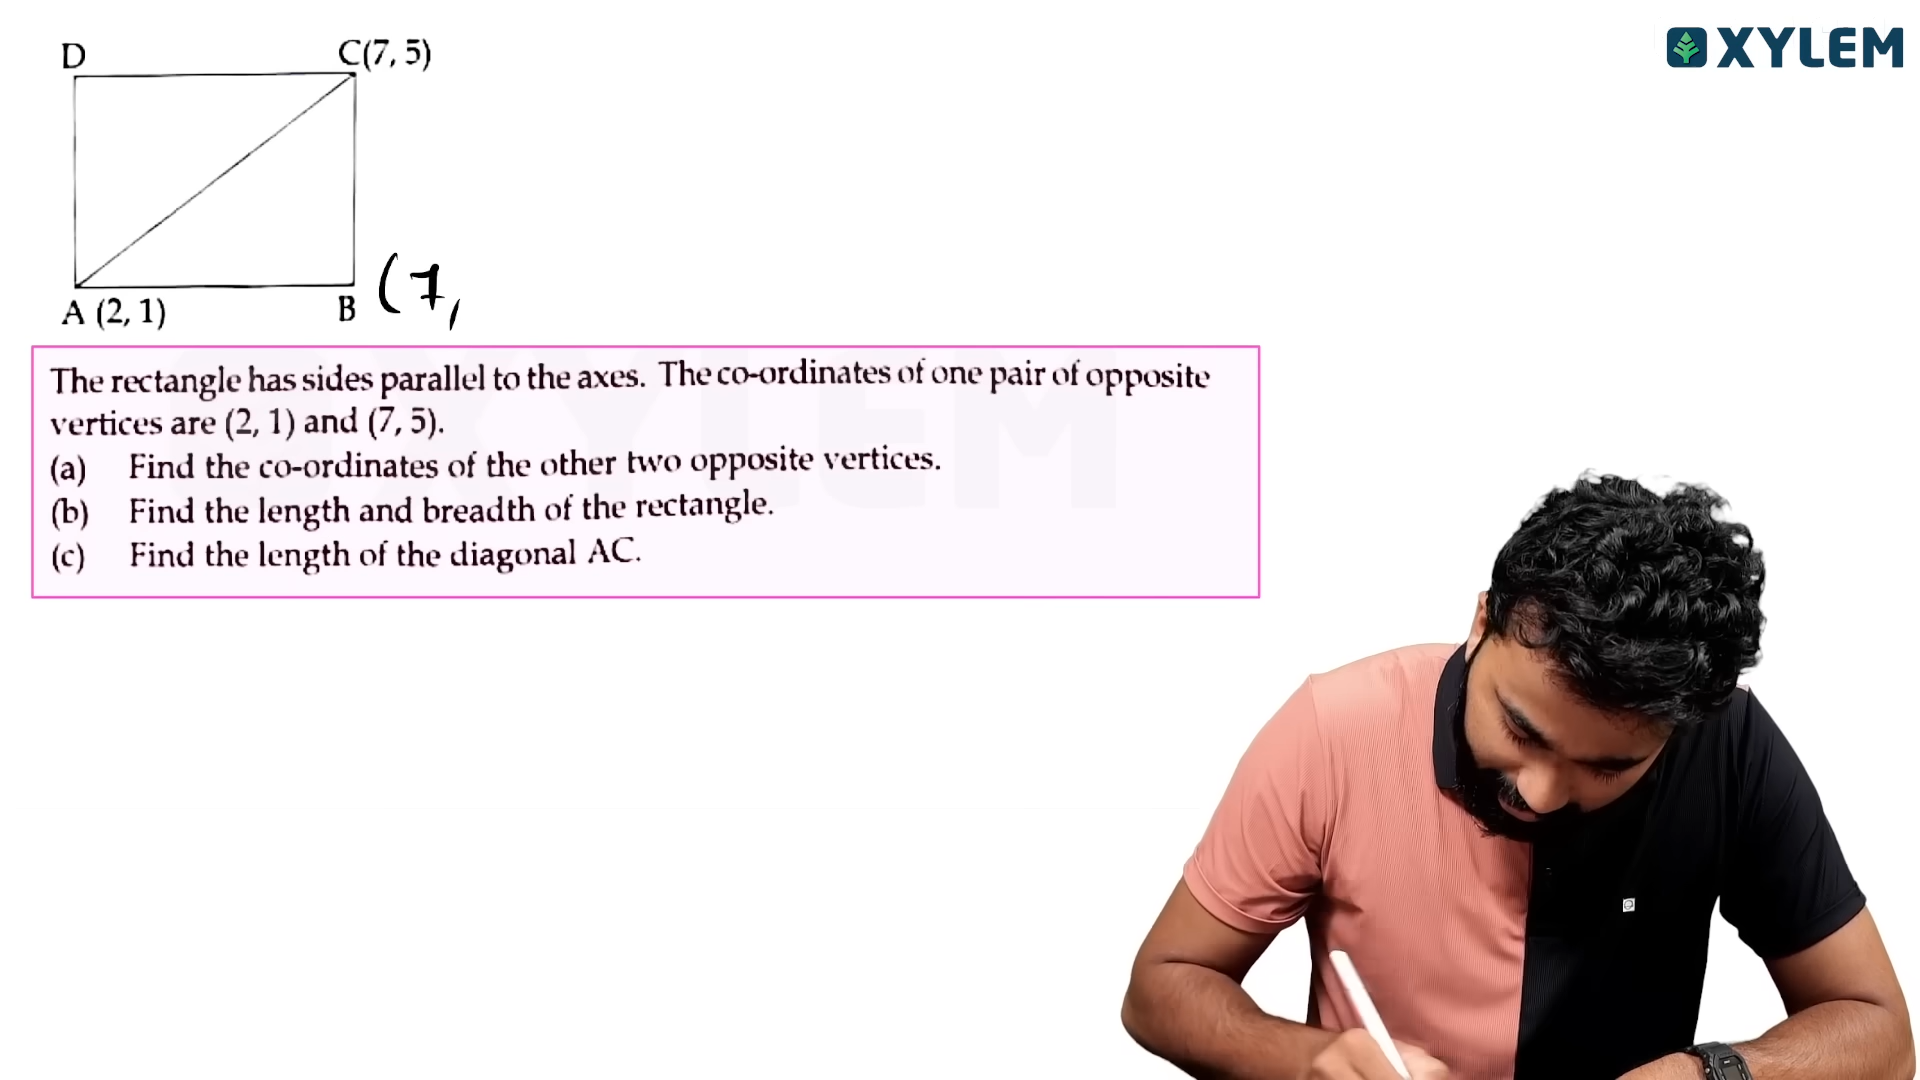 XYLEM
D
C(7, 5)
A (2, 1)
B (7,
The rectangle has sides parallel to the axes. The co-ordinates of one pair of opposite
vertices are (2, 1) and (7, 5).
(a) Find the co-ordinates of the other two opposite vertices.
(b) Find the length and breadth of the rectangle.
(c) Find the length of the diagonal AC.